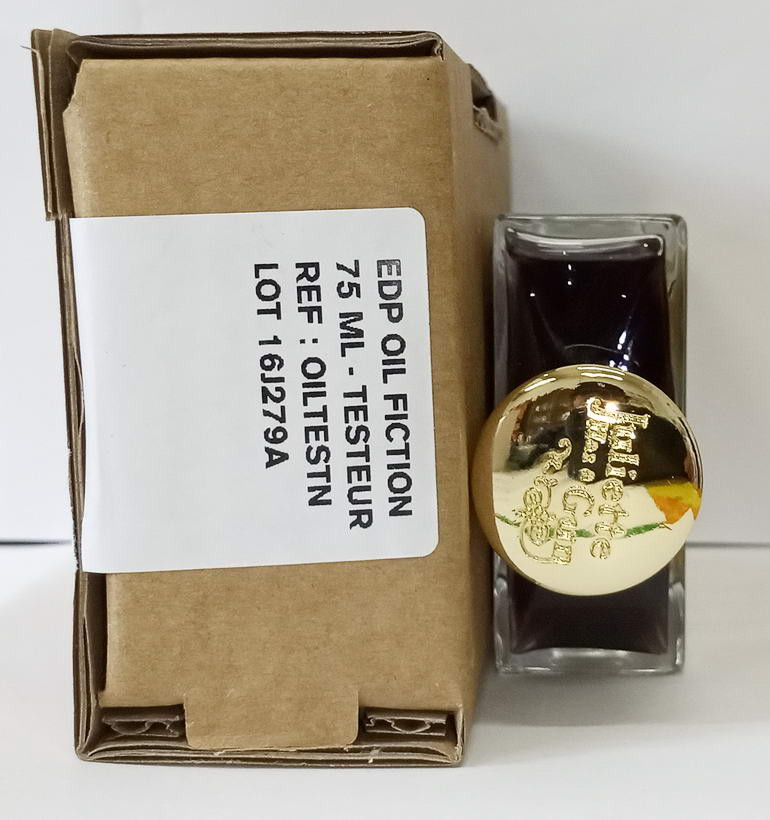 EDP OIL FICTION
75 ML - TESTEUR
REF : OILTESTN
LOT 16J279A
Juliette
Has a Gun